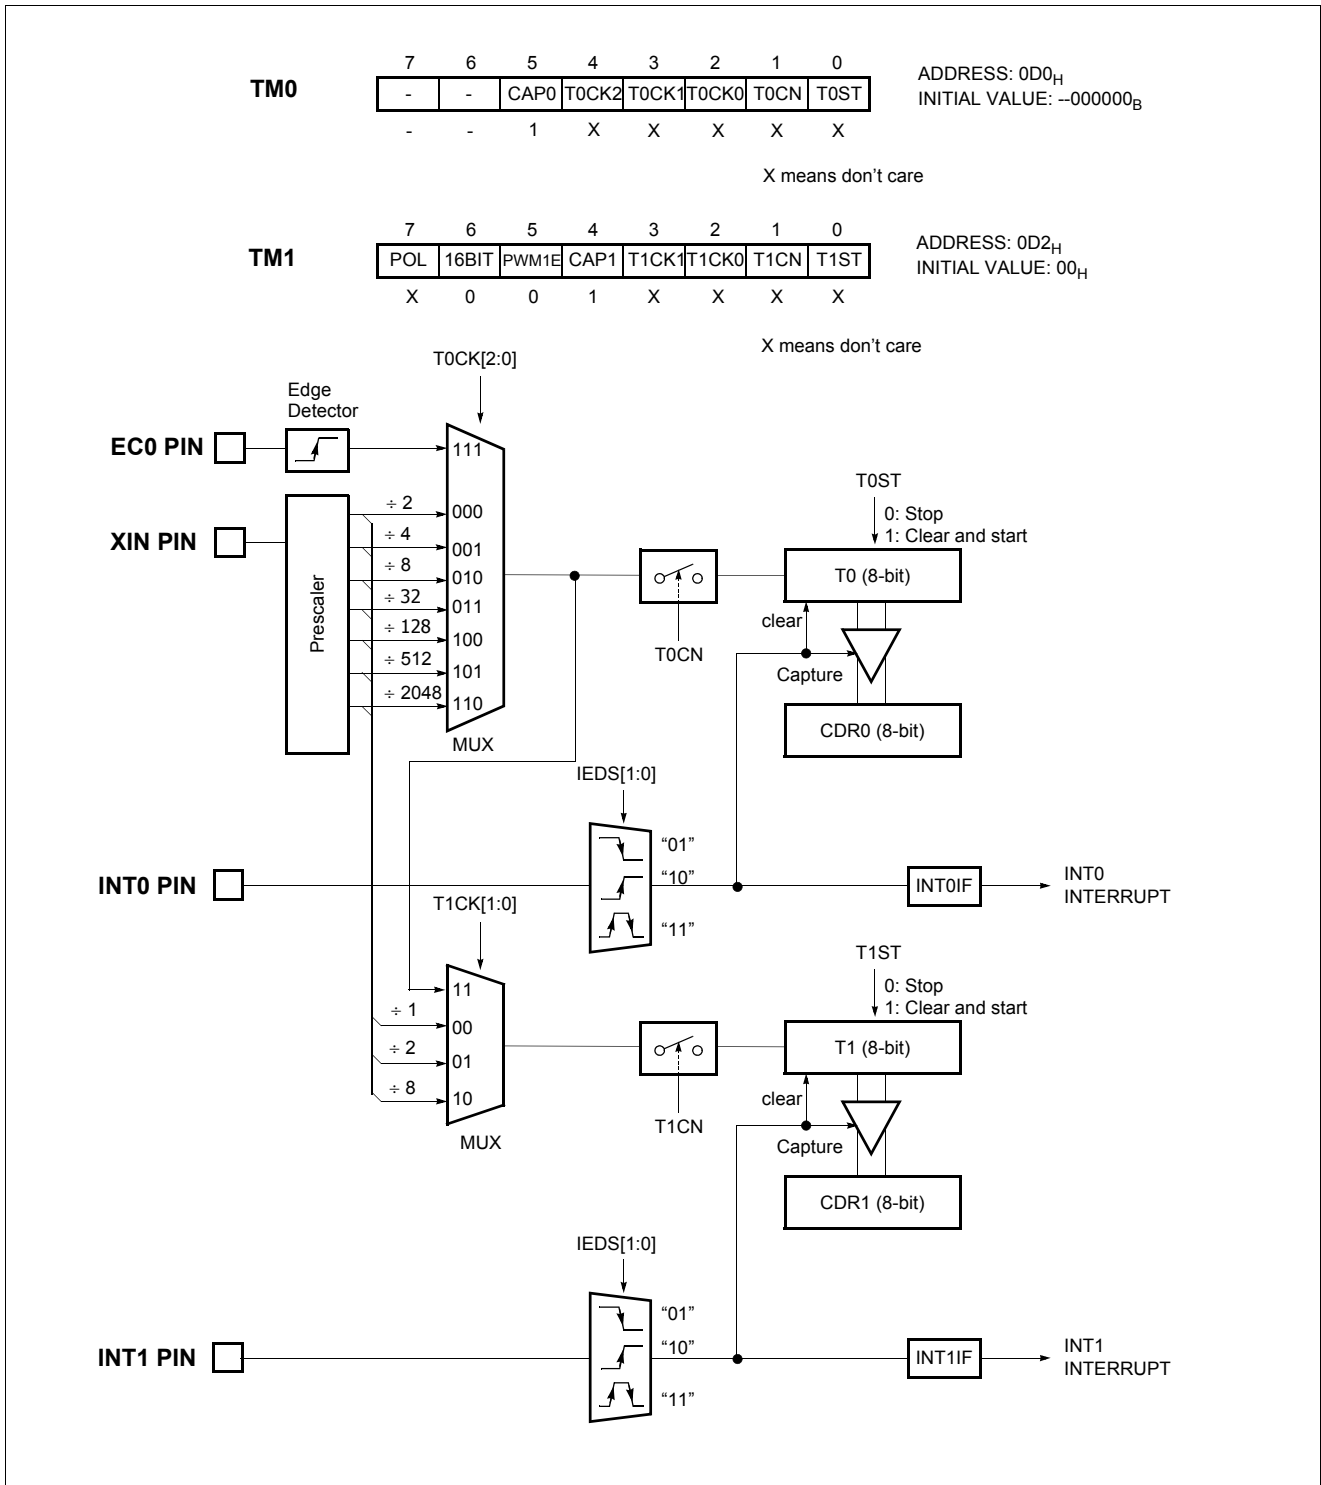 7 6 5 4 3 2 1 0
TM0
- - CAP0 T0CK2 T0CK1 T0CK0 T0CN T0ST
- - 1 X X X X X
ADDRESS: 0D0H
INITIAL VALUE: --000000B
X means don't care
7 6 5 4 3 2 1 0
TM1
POL 16BIT PWM1E CAP1 T1CK1 T1CK0 T1CN T1ST
X 0 0 1 X X X X
ADDRESS: 0D2H
INITIAL VALUE: 00H
X means don't care
T0CK[2:0]
Edge
Detector
EC0 PIN
111
XIN PIN
Prescaler
÷ 2
000
÷ 4
001
÷ 8
010
÷ 32
011
÷ 128
100
÷ 512
101
÷ 2048
110
MUX
T0CN
T0ST
0: Stop
1: Clear and start
T0 (8-bit)
clear
Capture
CDR0 (8-bit)
IEDS[1:0]
"01"
INT0 PIN
"10"
"11"
INT0IF
INT0
INTERRUPT
T1CK[1:0]
11
÷ 1
00
÷ 2
01
÷ 8
10
MUX
T1CN
T1ST
0: Stop
1: Clear and start
T1 (8-bit)
clear
Capture
CDR1 (8-bit)
IEDS[1:0]
"01"
INT1 PIN
"10"
"11"
INT1IF
INT1
INTERRUPT